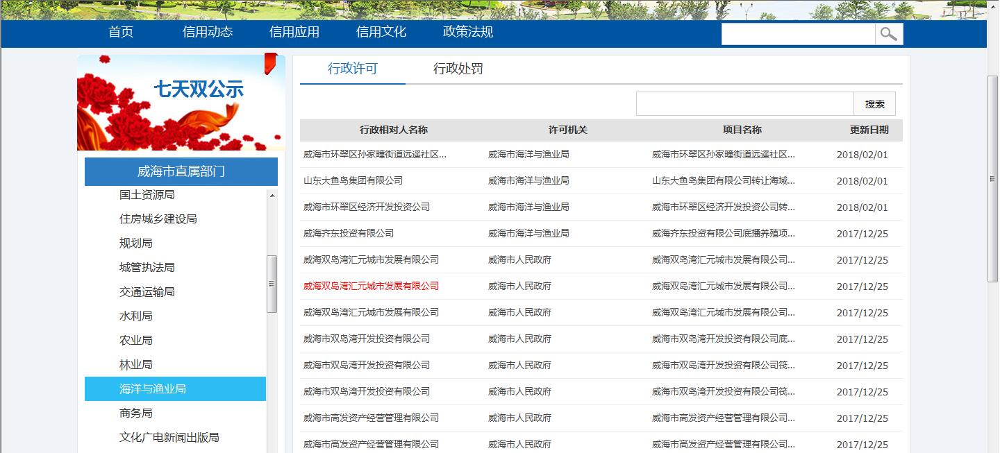 首页 信用动态 信用应用 信用文化 政策法规
七天双公示
威海市直属部门
国土资源局
住房城乡建设局
规划局
城管执法局
交通运输局
水利局
农业局
林业局
海洋与渔业局
商务局
文化广电新闻出版局
行政许可 行政处罚
搜索
行政相对人名称 许可机关 项目名称 更新日期
威海市环翠区孙家疃街道远遥社区... 威海市海洋与渔业局 威海市环翠区孙家疃街道远遥社区... 2018/02/01
山东大鱼岛集团有限公司 威海市海洋与渔业局 山东大鱼岛集团有限公司转让海域... 2018/02/01
威海市环翠区经济开发投资公司 威海市海洋与渔业局 威海市环翠区经济开发投资公司转... 2018/02/01
威海齐东投资有限公司 威海市海洋与渔业局 威海齐东投资有限公司底播养殖项... 2017/12/25
威海双岛湾汇元城市发展有限公司 威海市人民政府 威海双岛湾汇元城市发展有限公司... 2017/12/25
威海双岛湾汇元城市发展有限公司 威海市人民政府 威海双岛湾汇元城市发展有限公司... 2017/12/25
威海双岛湾汇元城市发展有限公司 威海市人民政府 威海双岛湾汇元城市发展有限公司... 2017/12/25
威海市双岛湾开发投资有限公司 威海市人民政府 威海市双岛湾开发投资有限公司底... 2017/12/25
威海市双岛湾开发投资有限公司 威海市人民政府 威海市双岛湾开发投资有限公司筏... 2017/12/25
威海市双岛湾开发投资有限公司 威海市人民政府 威海市双岛湾开发投资有限公司筏... 2017/12/25
威海市高发资产经营管理有限公司 威海市人民政府 威海市高发资产经营管理有限公司... 2017/12/25
威海市高发资产经营管理有限公司 威海市人民政府 威海市高发资产经营管理有限公司... 2017/12/25